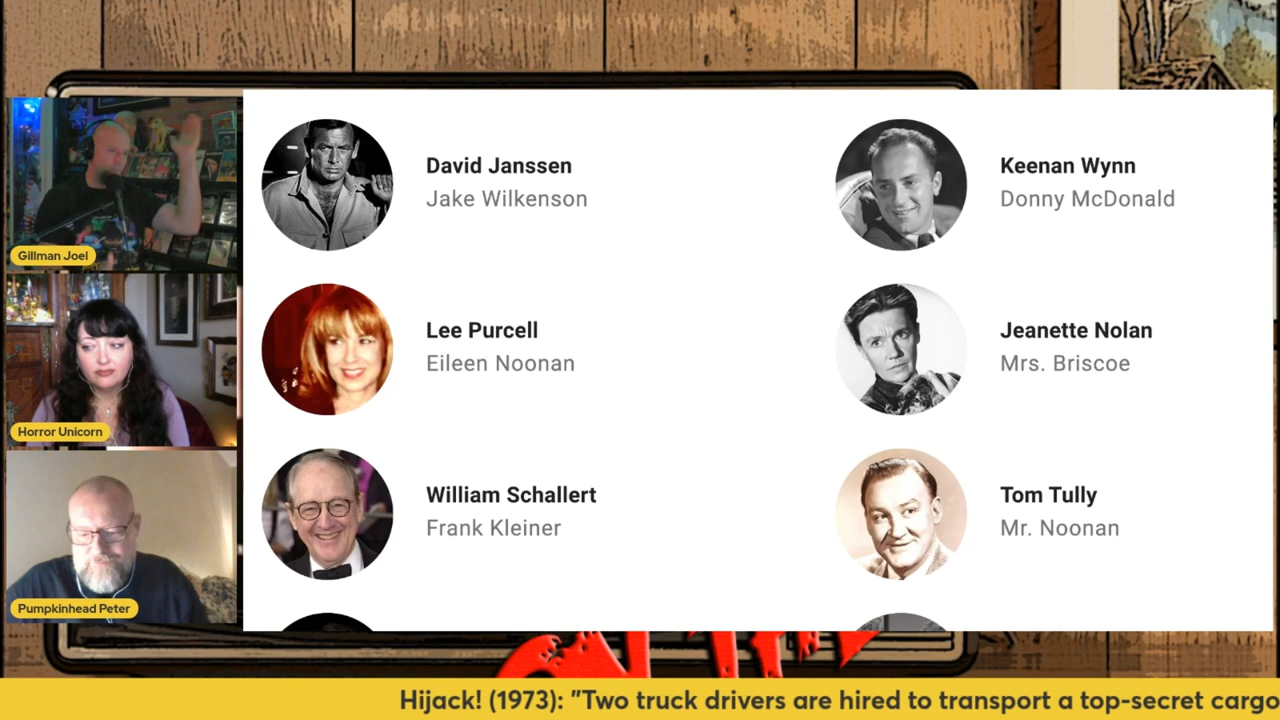 Gillman Joel
Horror Unicorn
Pumpkinhead Peter
David Janssen
Jake Wilkenson
Keenan Wynn
Donny McDonald
Lee Purcell
Eileen Noonan
Jeanette Nolan
Mrs. Briscoe
William Schallert
Frank Kleiner
Tom Tully
Mr. Noonan
Hijack! (1973): "Two truck drivers are hired to transport a top-secret cargo